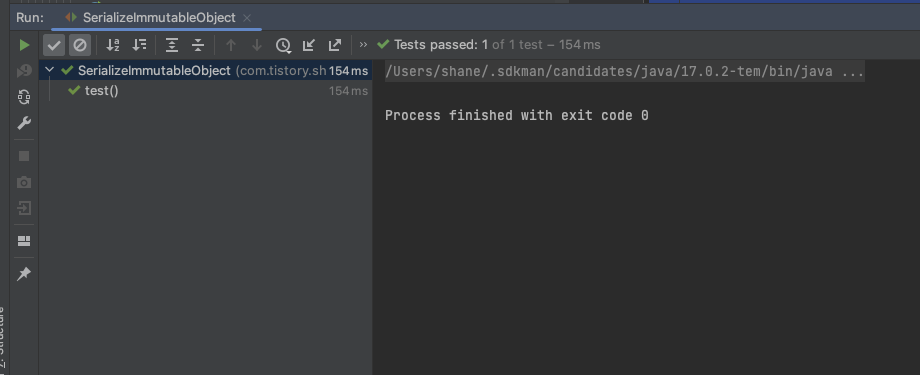 Run: SerializeImmutableObject
Tests passed: 1 of 1 test – 154 ms
SerializeImmutableObject (com.tistory.sh 154 ms
test() 154 ms
/Users/shane/.sdkman/candidates/java/17.0.2-tem/bin/java ...
Process finished with exit code 0
Z: Structure